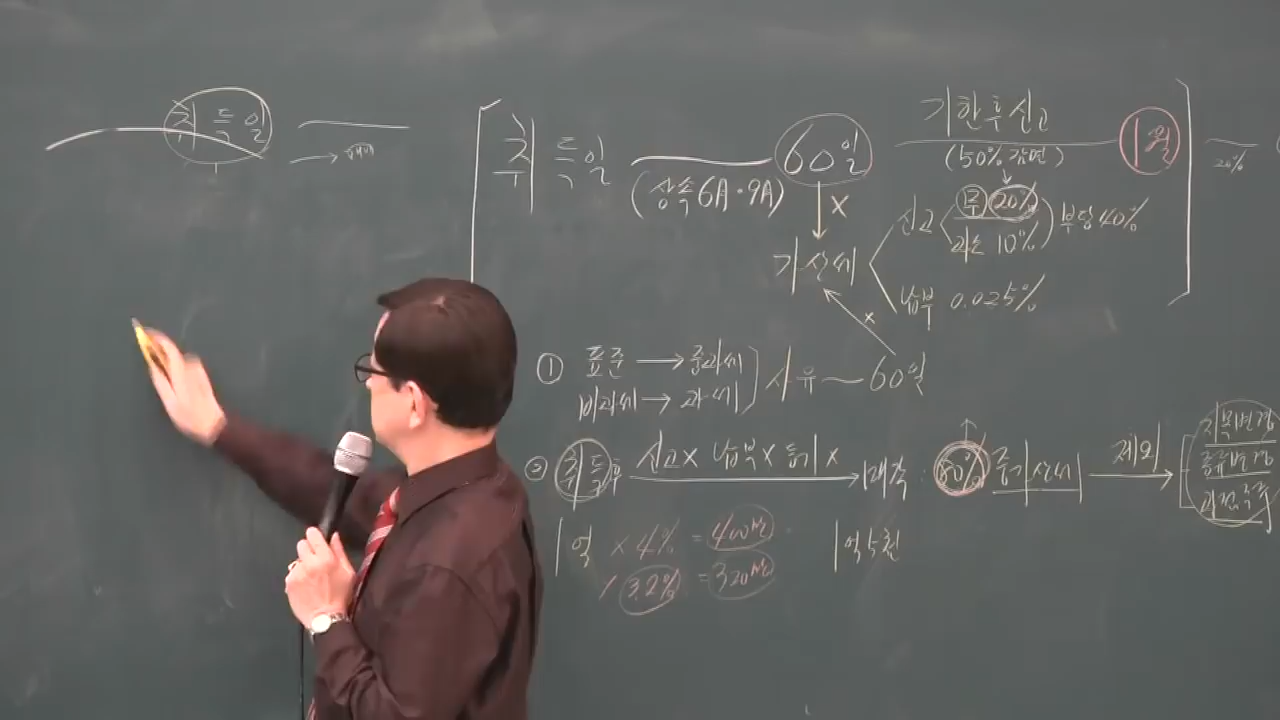 취득일
취득일 60일 기한후신고 1월
(50% 감면)
20%
(상속 6A·9A) X
신고 무 20% 부당 40%
과소 10%
가산세
납부 0.025%
x
① 표준 → 중과세 사유 60일
비과세 → 과세
② 취득후 신고x 납부x 등기x → 매각 : 80% 중가산세 제외 → 지목변경
종류변경
과점주주
1억 x 4% = 400만 1억 5천
3.2% = 320만